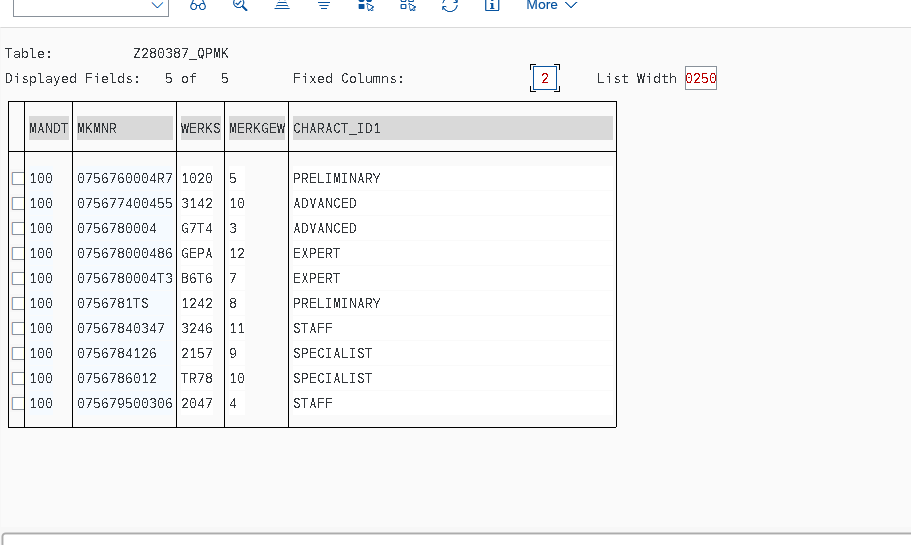 More
Table: Z280387_QPMK
Displayed Fields: 5 of 5 Fixed Columns: 2 List Width 0250
MANDT MKMNR WERKS MERKGEW CHARACT_ID1
100 0756760004R7 1020 5 PRELIMINARY
100 075677400455 3142 10 ADVANCED
100 0756780004 G7T4 3 ADVANCED
100 075678000486 GEPA 12 EXPERT
100 0756780004T3 B6T6 7 EXPERT
100 0756781TS 1242 8 PRELIMINARY
100 07567840347 3246 11 STAFF
100 0756784126 2157 9 SPECIALIST
100 0756786012 TR78 10 SPECIALIST
100 075679500306 2047 4 STAFF